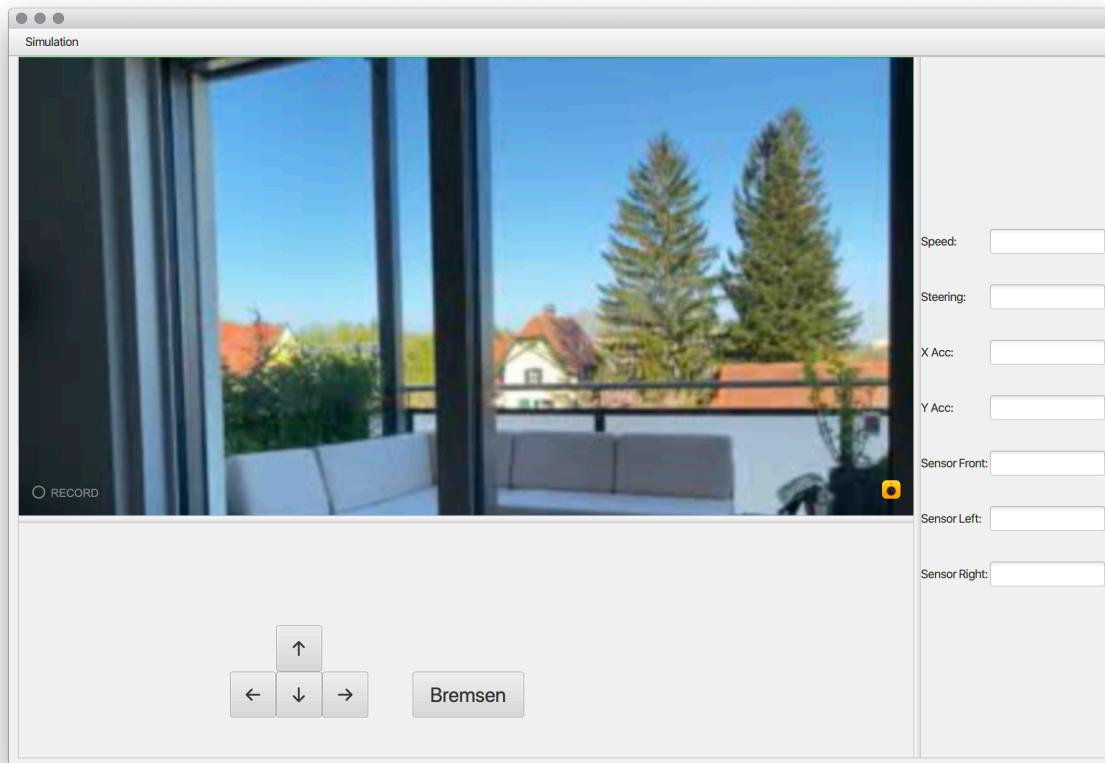 Simulation
RECORD
Speed:
Steering:
X Acc:
Y Acc:
Sensor Front:
Sensor Left:
Sensor Right:
Bremsen